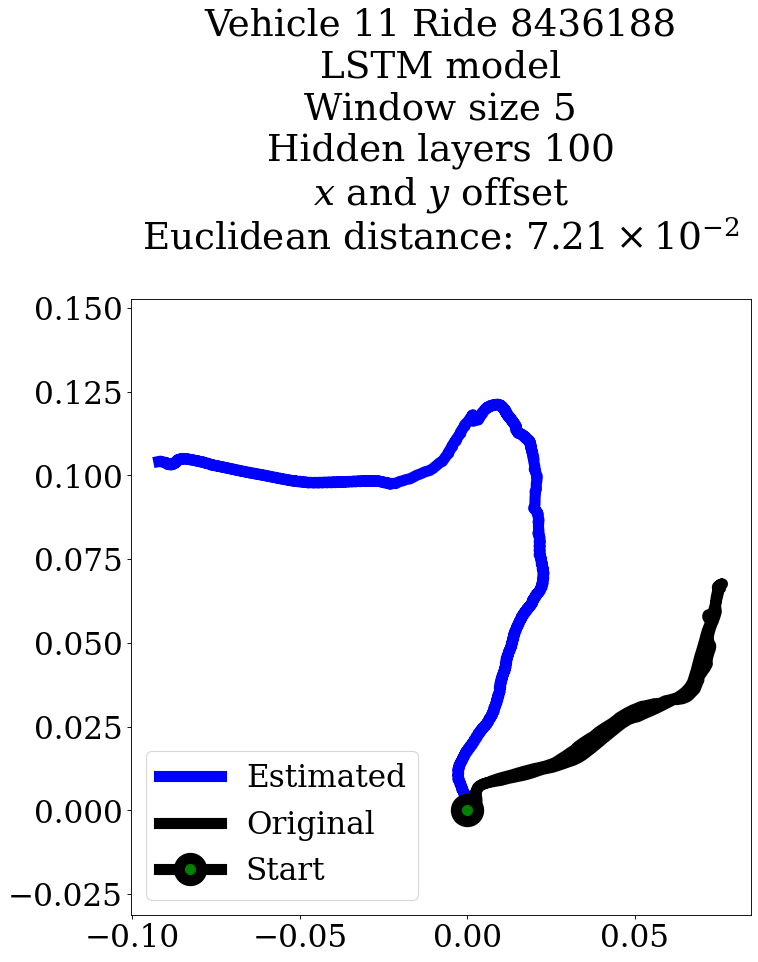 Vehicle 11 Ride 8436188
LSTM model
Window size 5
Hidden layers 100
x and y offset
Euclidean distance: 7.21 × 10⁻²
0.150
0.125
0.100
0.075
0.050
0.025
0.000
−0.025
Estimated
Original
Start
−0.10
−0.05
0.00
0.05